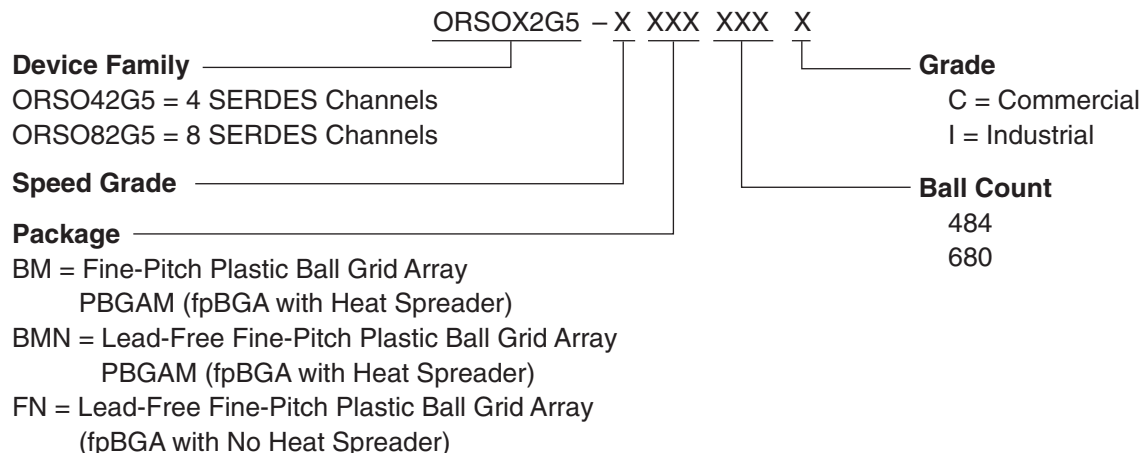 ORSOX2G5 – X XXX XXX X
Device Family
ORSO42G5 = 4 SERDES Channels
ORSO82G5 = 8 SERDES Channels
Speed Grade
Package
BM = Fine-Pitch Plastic Ball Grid Array
PBGAM (fpBGA with Heat Spreader)
BMN = Lead-Free Fine-Pitch Plastic Ball Grid Array
PBGAM (fpBGA with Heat Spreader)
FN = Lead-Free Fine-Pitch Plastic Ball Grid Array
(fpBGA with No Heat Spreader)
Grade
C = Commercial
I = Industrial
Ball Count
484
680